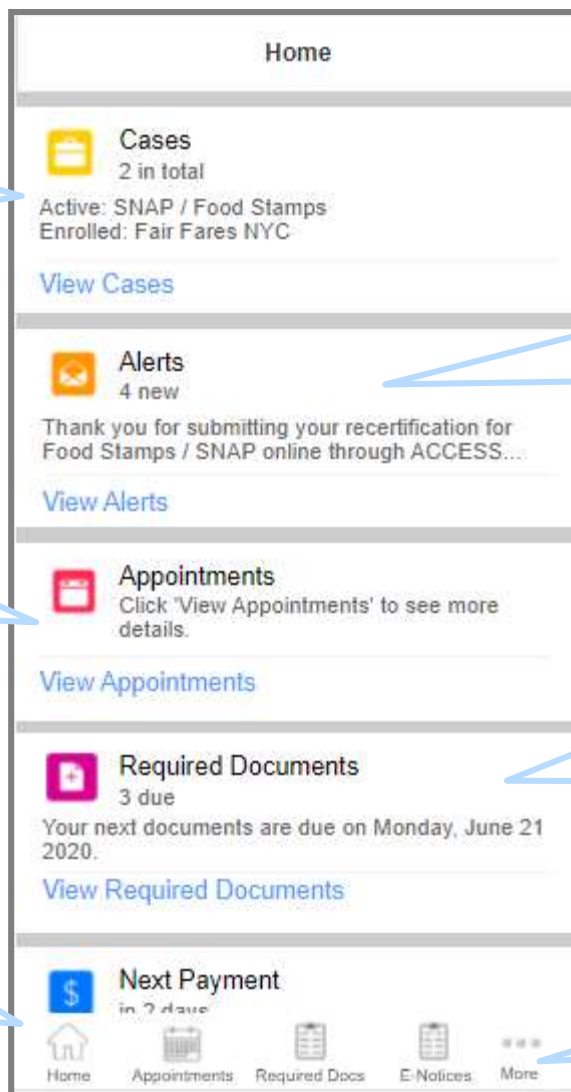 Home
Cases
2 in total
Active: SNAP / Food Stamps
Enrolled: Fair Fares NYC
View Cases
Alerts
4 new
Thank you for submitting your recertification for
Food Stamps / SNAP online through ACCESS...
View Alerts
Appointments
Click 'View Appointments' to see more
details.
View Appointments
Required Documents
3 due
Your next documents are due on Monday, June 21
2020.
View Required Documents
Next Payment
in 2 days
Home Appointments Required Docs E-Notices More